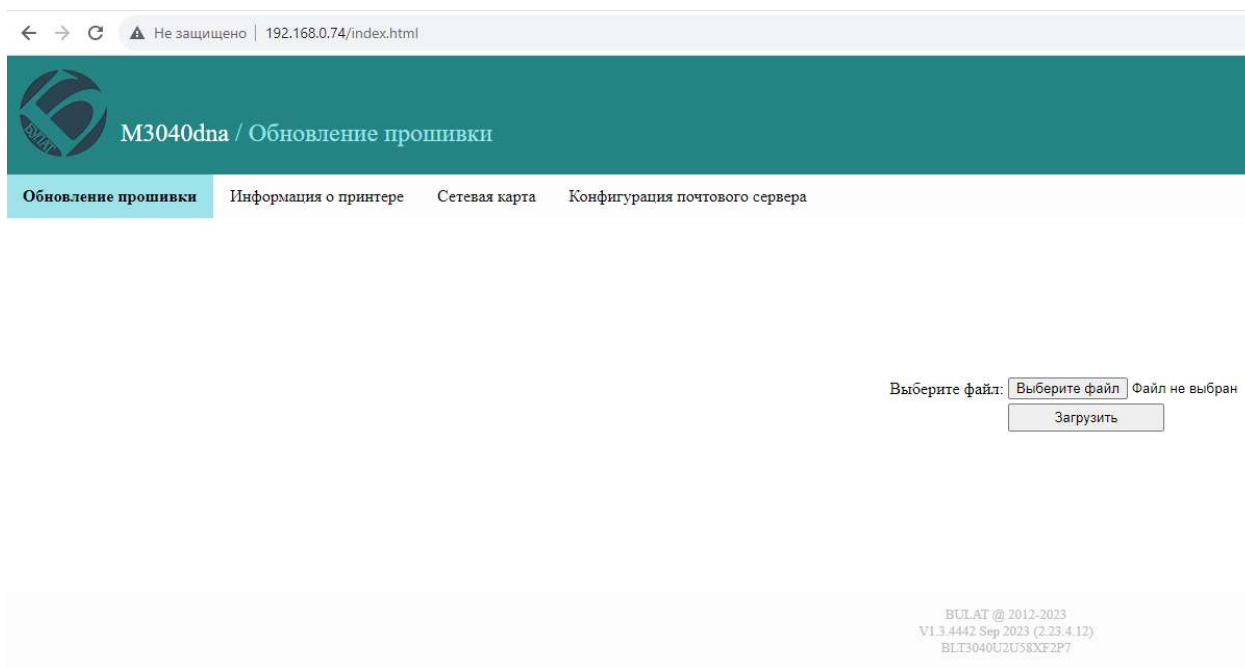 Не защищено | 192.168.0.74/index.html
БУЛАТ
M3040dna / Обновление прошивки
Обновление прошивки Информация о принтере Сетевая карта Конфигурация почтового сервера
Выберите файл: Выберите файл Файл не выбран
Загрузить
BULAT @ 2012-2023
V1.3.4442 Sep 2023 (2.23.4.12)
BLT3040U2U58XF2P7